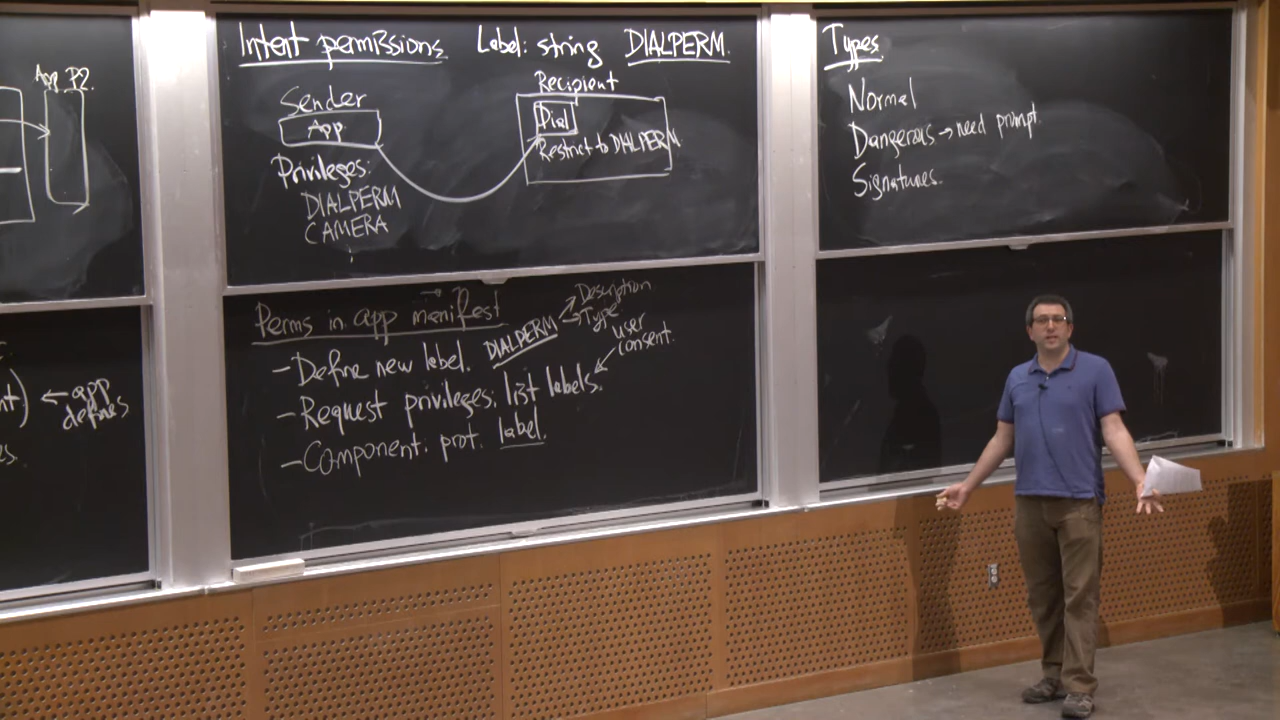 App P2.
nt) ← app
defines
es.
Intent permissions. Label: string DIALPERM.
Sender
App.
Recipient
Dial
Restrict to DIALPERM
Privileges:
DIALPERM
CAMERA
Perms in app manifest
- Define new label. DIALPERM
Description
Type
- Request privileges: list labels.
user
consent.
- Component: prot. label.
Types
Normal
Dangerous → need prompt.
Signatures.